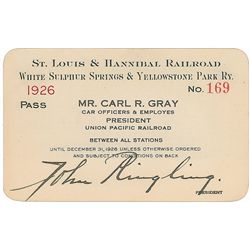 St. Louis & Hannibal Railroad
White Sulphur Springs & Yellowstone Park Ry.
1926 No. 169
Pass MR. CARL R. GRAY
CAR OFFICERS & EMPLOYES
PRESIDENT
UNION PACIFIC RAILROAD
BETWEEN ALL STATIONS
UNTIL DECEMBER 31, 1926 UNLESS OTHERWISE ORDERED
AND SUBJECT TO CONDITIONS ON BACK
John Ringling.
PRESIDENT